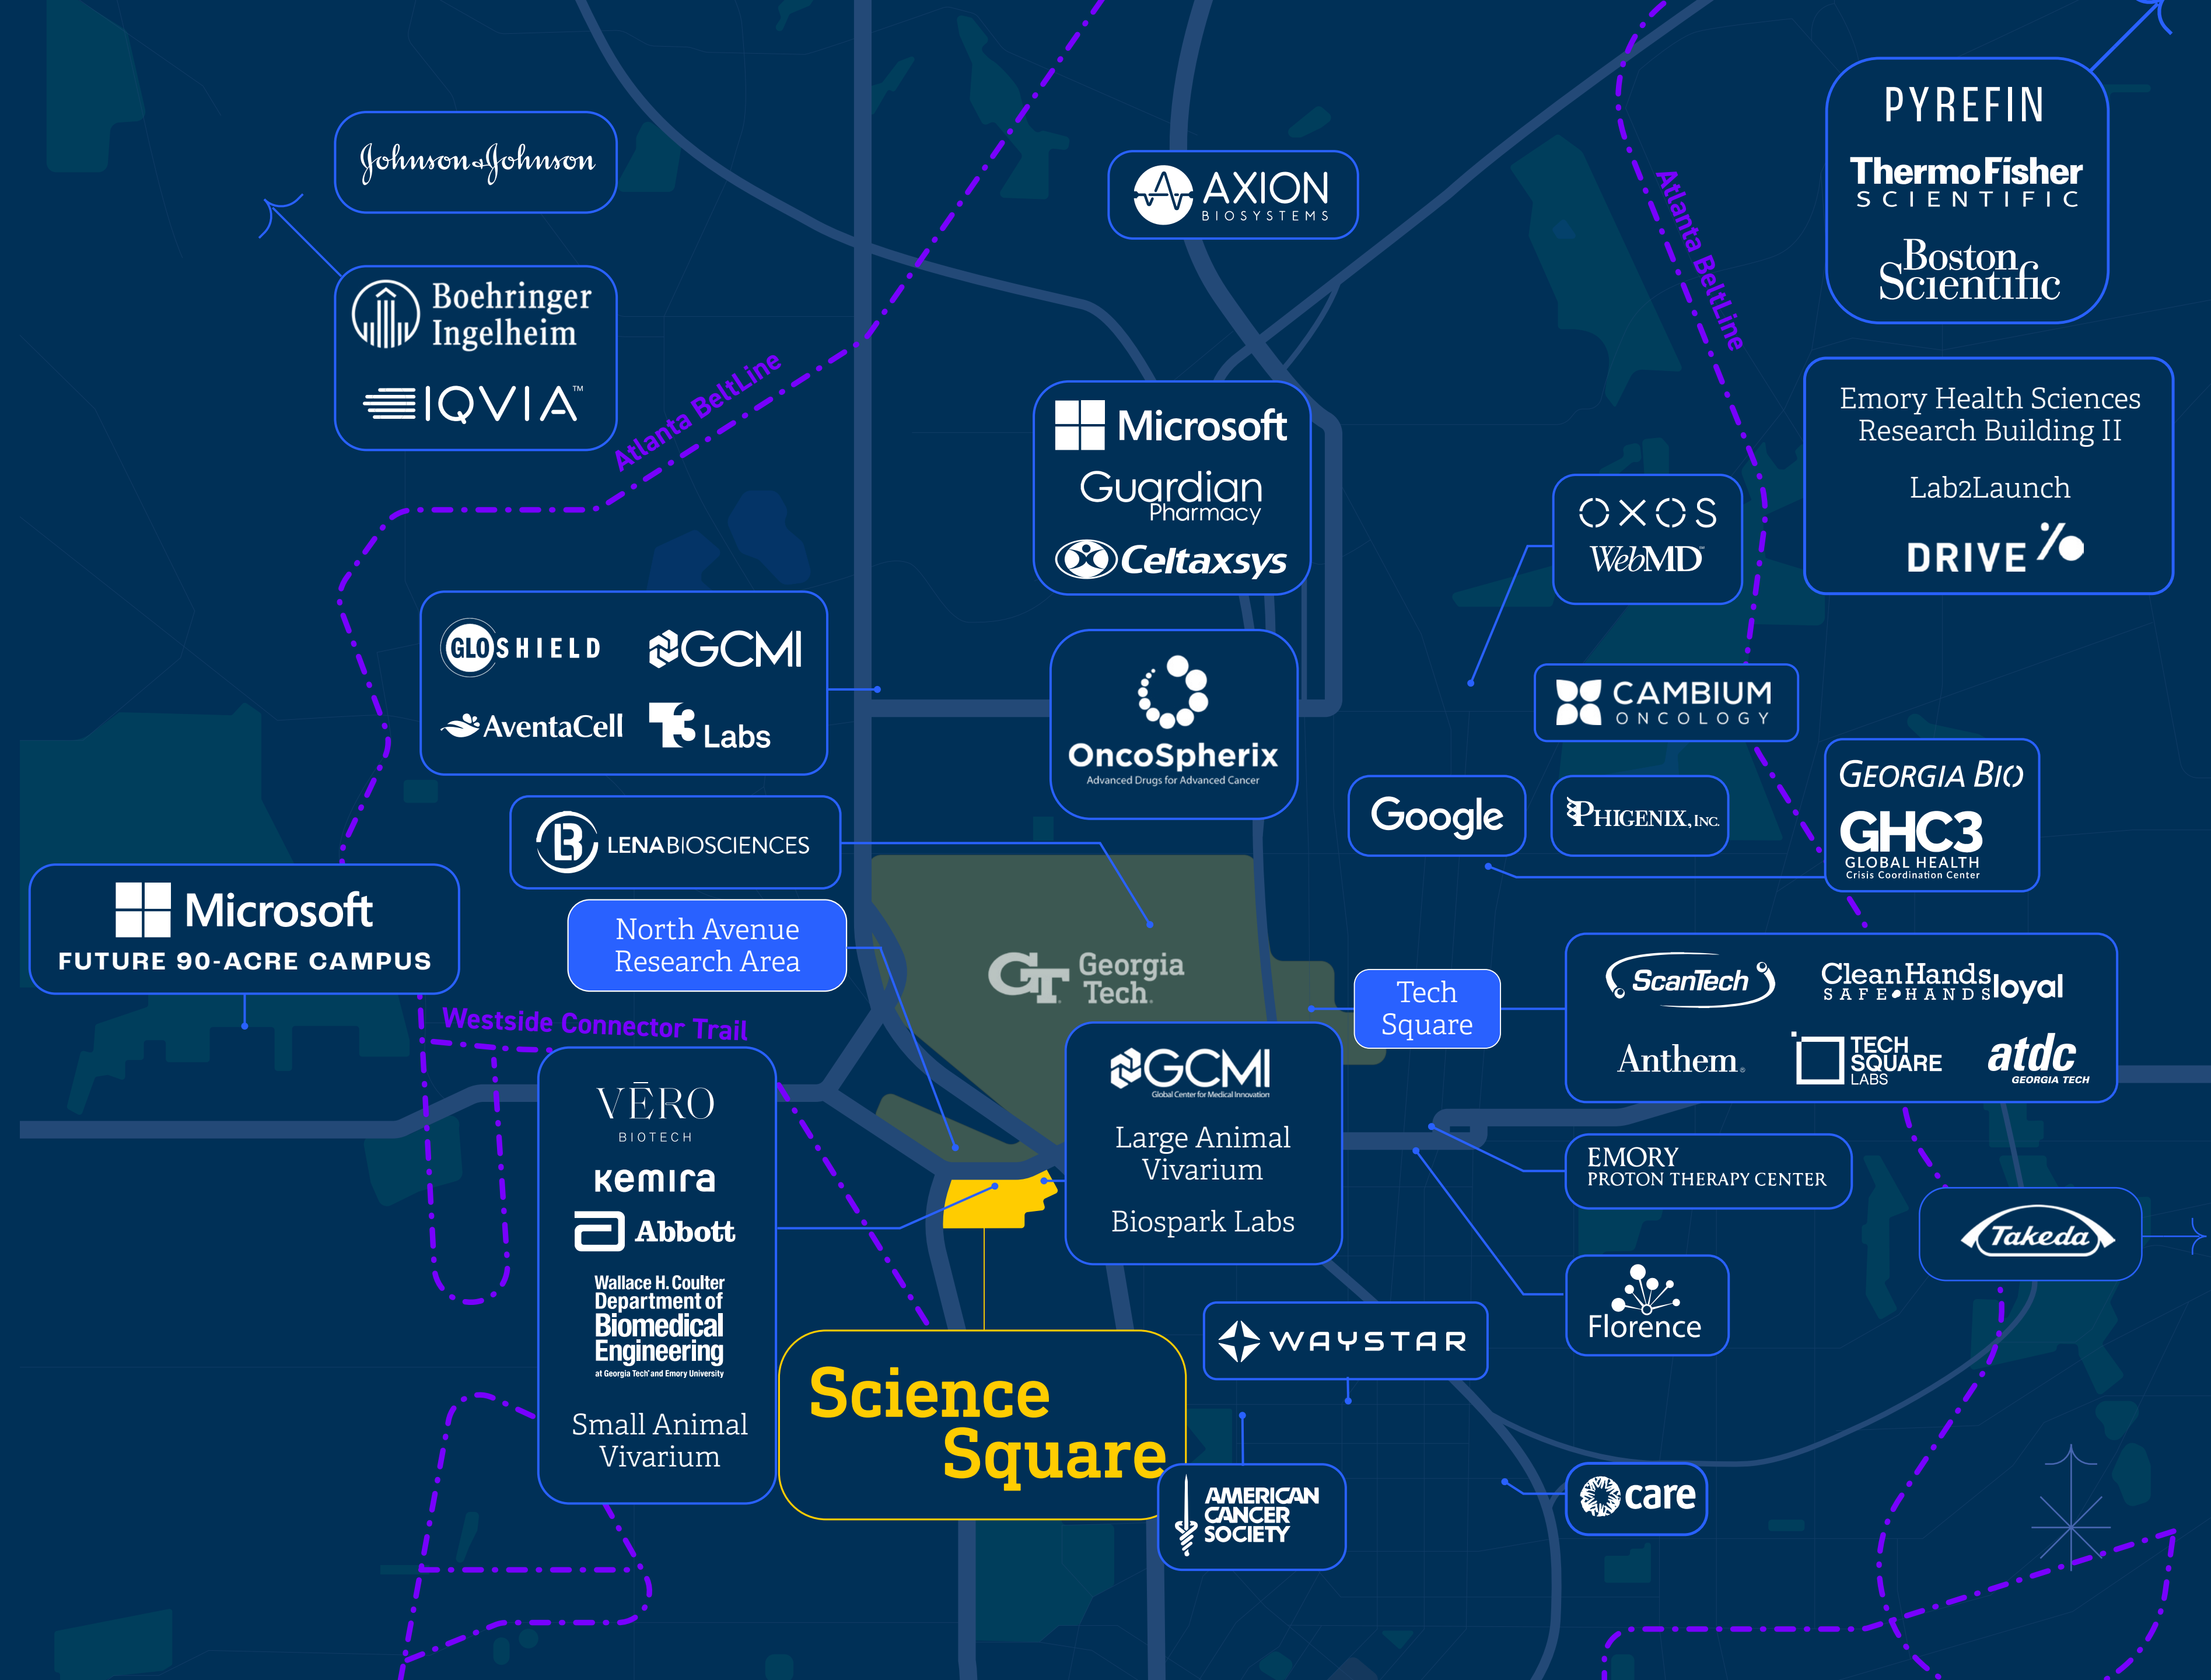 Johnson & Johnson
Boehringer
Ingelheim
IQVIA™
Atlanta BeltLine
AXION
BIOSYSTEMS
Atlanta BeltLine
PYREFIN
ThermoFisher
SCIENTIFIC
Boston
Scientific
Emory Health Sciences
Research Building II
Lab2Launch
DRIVE
Microsoft
Guardian
Pharmacy
Celtaxsys
OXOS
WebMD
GLO SHIELD
GCMI
AventaCell
T3 Labs
OncoSpherix
Advanced Drugs for Advanced Cancer
CAMBIUM
ONCOLOGY
Google
PHIGENIX, INC.
GEORGIA BIO
GHC3
GLOBAL HEALTH
Crisis Coordination Center
LB LENABIOSCIENCES
Microsoft
FUTURE 90-ACRE CAMPUS
North Avenue
Research Area
GT Georgia
Tech
Tech
Square
ScanTech
CleanHands
SAFE•HANDS
loyal
Anthem®
TECH
SQUARE
LABS
atdc
GEORGIA TECH
Westside Connector Trail
VĒRO
BIOTECH
kemira
Abbott
Wallace H. Coulter
Department of
Biomedical
Engineering
at Georgia Tech and Emory University
Small Animal
Vivarium
GCMI
Global Center for Medical Innovation
Large Animal
Vivarium
Biospark Labs
EMORY
PROTON THERAPY CENTER
Takeda
Florence
WAYSTAR
Science
Square
AMERICAN
CANCER
SOCIETY
care